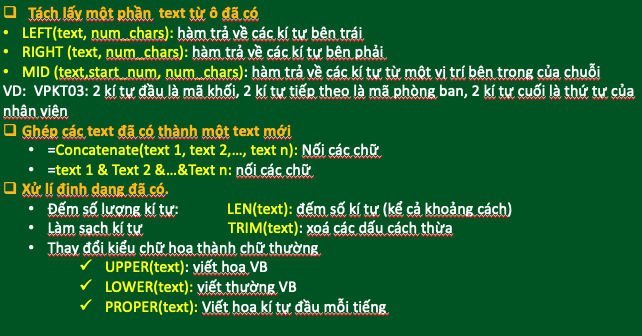 ❑ Tách lấy một phần text từ ô đã có
• LEFT(text, num_chars): hàm trả về các kí tự bên trái
• RIGHT (text, num_chars): hàm trả về các kí tự bên phải
• MID (text,start_num, num_chars): hàm trả về các kí tự từ một vị trí bên trong của chuỗi
VD: VPKT03: 2 kí tự đầu là mã khối, 2 kí tự tiếp theo là mã phòng ban, 2 kí tự cuối là thứ tự của
nhân viên
❑ Ghép các text đã có thành một text mới
• =Concatenate(text 1, text 2,..., text n): Nối các chữ
• =text 1 & Text 2 &...&Text n: nối các chữ
❑ Xử lí định dạng đã có.
• Đếm số lượng kí tự: LEN(text): đếm số kí tự (kể cả khoảng cách)
• Làm sạch kí tự TRIM(text): xoá các dấu cách thừa
• Thay đổi kiểu chữ hoa thành chữ thường
✓ UPPER(text): viết hoa VB
✓ LOWER(text): viết thường VB
✓ PROPER(text): Viết hoa kí tự đầu mỗi tiếng